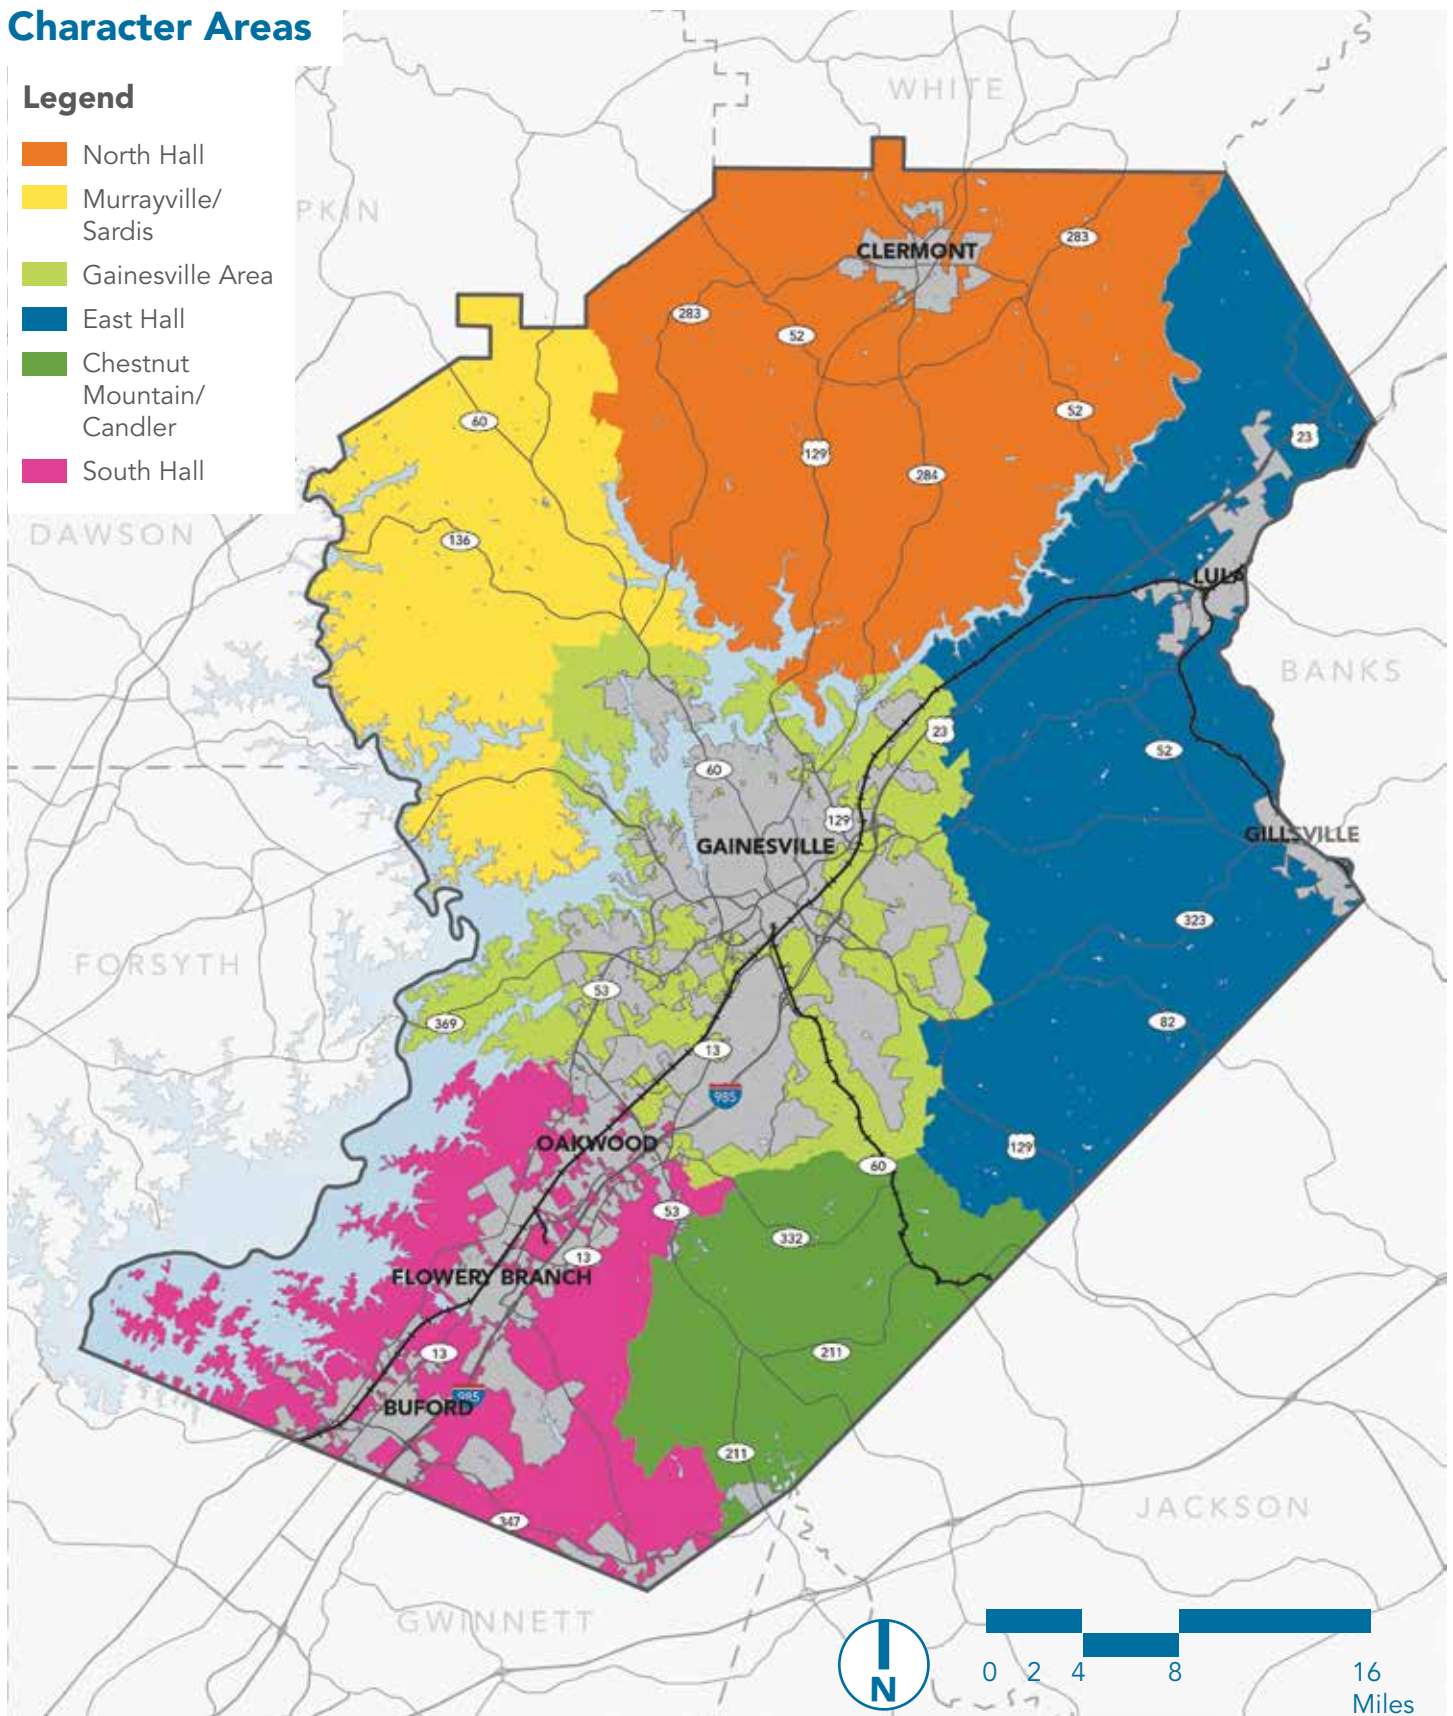 Character Areas
Legend
North Hall
Murrayville/
Sardis
Gainesville Area
East Hall
Chestnut
Mountain/
Candler
South Hall
WHITE
PKIN
283
CLERMONT
283
52
60
52
23
129
284
DAWSON
136
LULA
BANKS
23
52
60
129
GILLSVILLE
GAINESVILLE
323
FORSYTH
53
369
82
13
985
OAKWOOD
129
60
53
332
13
FLOWERY BRANCH
13
211
985
BUFORD
211
JACKSON
347
GWINNETT
N
0 2 4 8 16
Miles